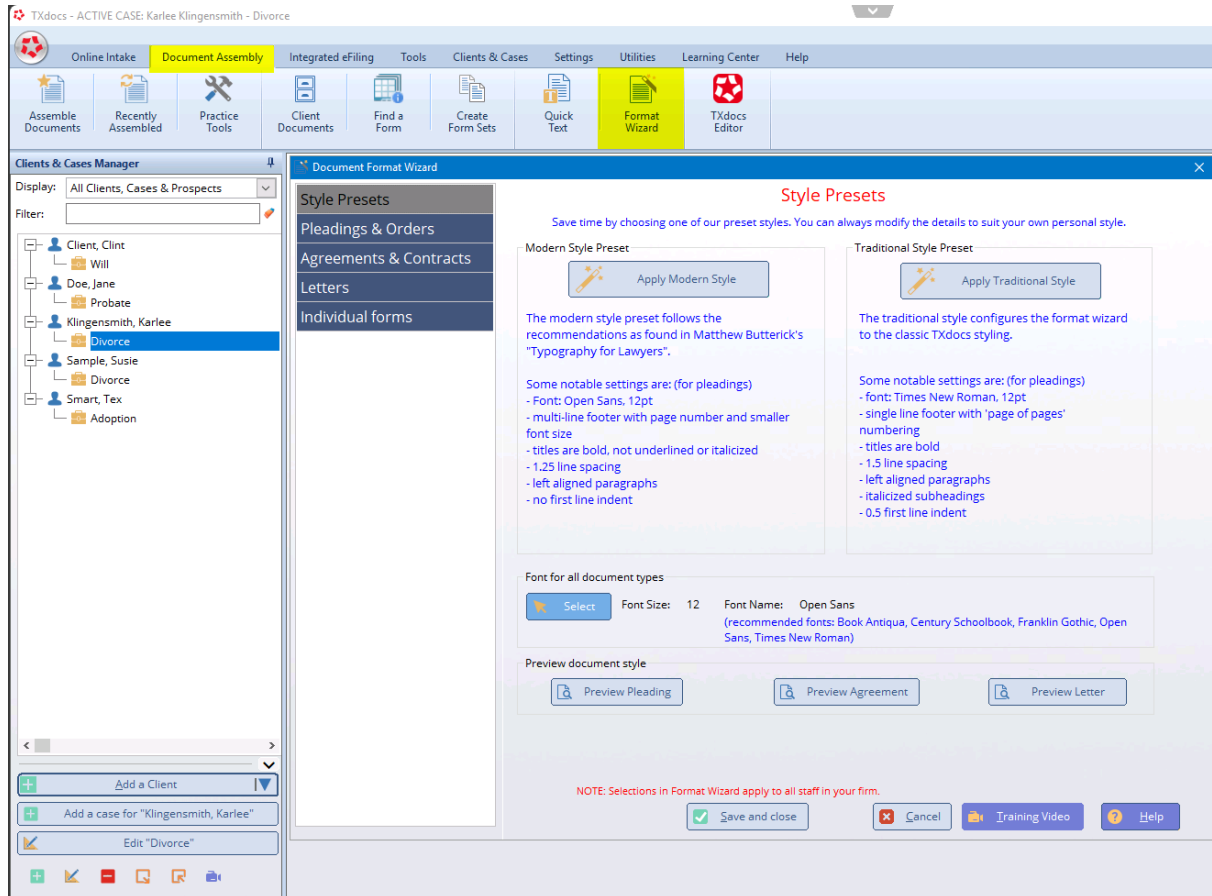 TXdocs - ACTIVE CASE: Karlee Klingensmith - Divorce
Online Intake Document Assembly Integrated eFiling Tools Clients & Cases Settings Utilities Learning Center Help
Assemble Documents
Recently Assembled
Practice Tools
Client Documents
Find a Form
Create Form Sets
Quick Text
Format Wizard
TXdocs Editor
Clients & Cases Manager
Display: All Clients, Cases & Prospects
Filter:
Client, Clint
Will
Doe, Jane
Probate
Klingensmith, Karlee
Divorce
Sample, Susie
Divorce
Smart, Tex
Adoption
Add a Client
Add a case for "Klingensmith, Karlee"
Edit "Divorce"
Document Format Wizard
Style Presets
Pleadings & Orders
Agreements & Contracts
Letters
Individual forms
Style Presets
Save time by choosing one of our preset styles. You can always modify the details to suit your own personal style.
Modern Style Preset
Apply Modern Style
The modern style preset follows the
recommendations as found in Matthew Butterick's
"Typography for Lawyers".
Some notable settings are: (for pleadings)
- Font: Open Sans, 12pt
- multi-line footer with page number and smaller
font size
- titles are bold, not underlined or italicized
- 1.25 line spacing
- left aligned paragraphs
- no first line indent
Traditional Style Preset
Apply Traditional Style
The traditional style configures the format wizard
to the classic TXdocs styling.
Some notable settings are: (for pleadings)
- font: Times New Roman, 12pt
- single line footer with 'page of pages'
numbering
- titles are bold
- 1.5 line spacing
- left aligned paragraphs
- italicized subheadings
- 0.5 first line indent
Font for all document types
Select Font Size: 12 Font Name: Open Sans
(recommended fonts: Book Antiqua, Century Schoolbook, Franklin Gothic, Open
Sans, Times New Roman)
Preview document style
Preview Pleading Preview Agreement Preview Letter
NOTE: Selections in Format Wizard apply to all staff in your firm.
Save and close Cancel Training Video Help